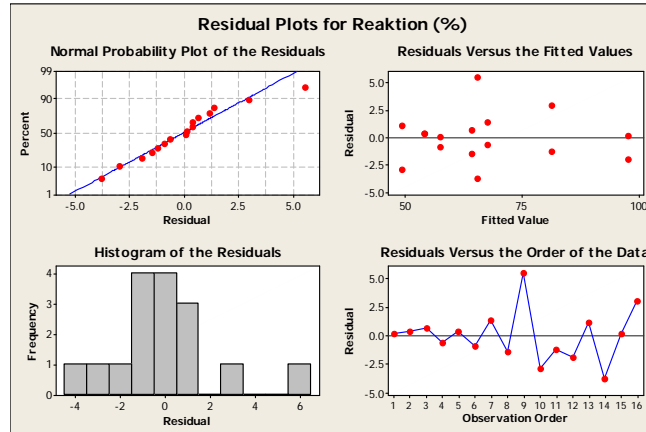 Residual Plots for Reaktion (%)
Normal Probability Plot of the Residuals
99
90
50
10
1
Percent
-5.0
-2.5
0.0
2.5
5.0
Residual
Residuals Versus the Fitted Values
5.0
2.5
0.0
-2.5
-5.0
Residual
50
75
100
Fitted Value
Histogram of the Residuals
4
3
2
1
0
Frequency
-4
-2
0
2
4
6
Residual
Residuals Versus the Order of the Data
5.0
2.5
0.0
-2.5
-5.0
Residual
1 2 3 4 5 6 7 8 9 10 11 12 13 14 15 16
Observation Order